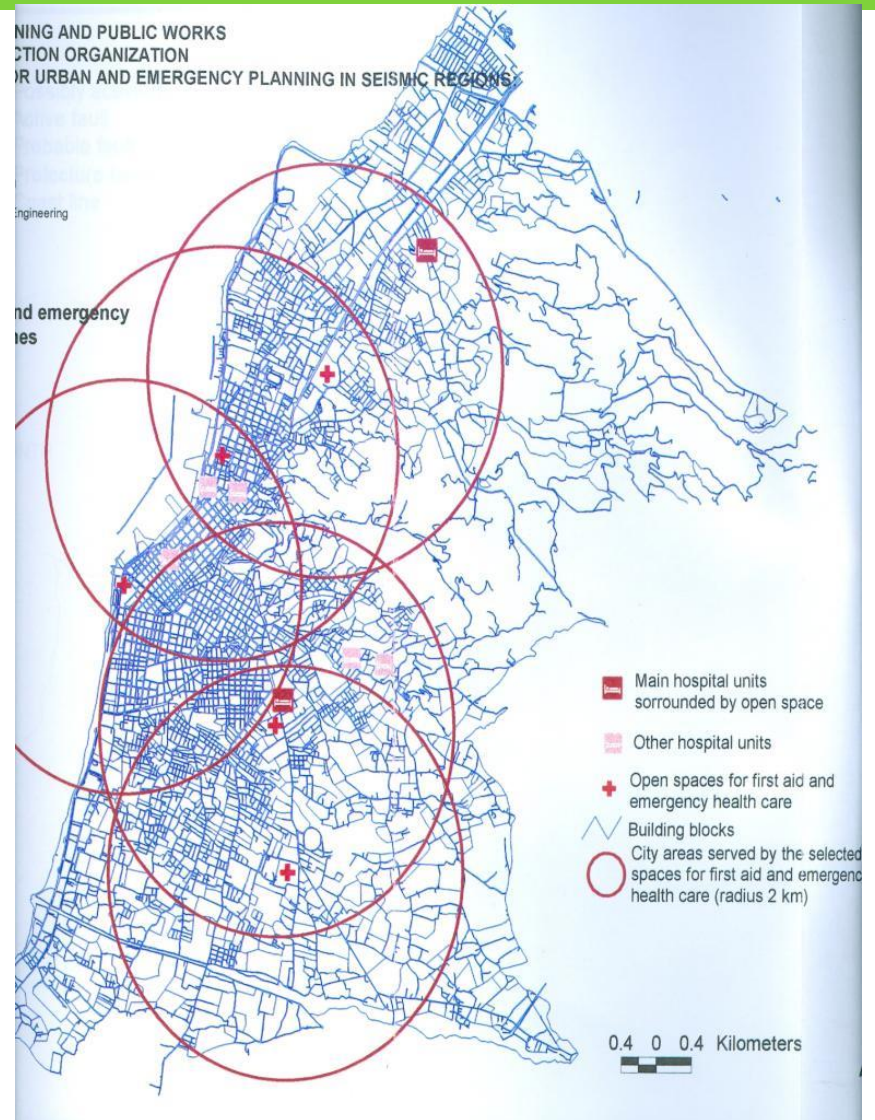 NING AND PUBLIC WORKS
CTION ORGANIZATION
OR URBAN AND EMERGENCY PLANNING IN SEISMIC REGIONS
Engineering
nd emergency
nes
Main hospital units
sorrounded by open space
Other hospital units
Open spaces for first aid and
emergency health care
Building blocks
City areas served by the selected
spaces for first aid and emergenc
health care (radius 2 km)
0.4 0 0.4 Kilometers